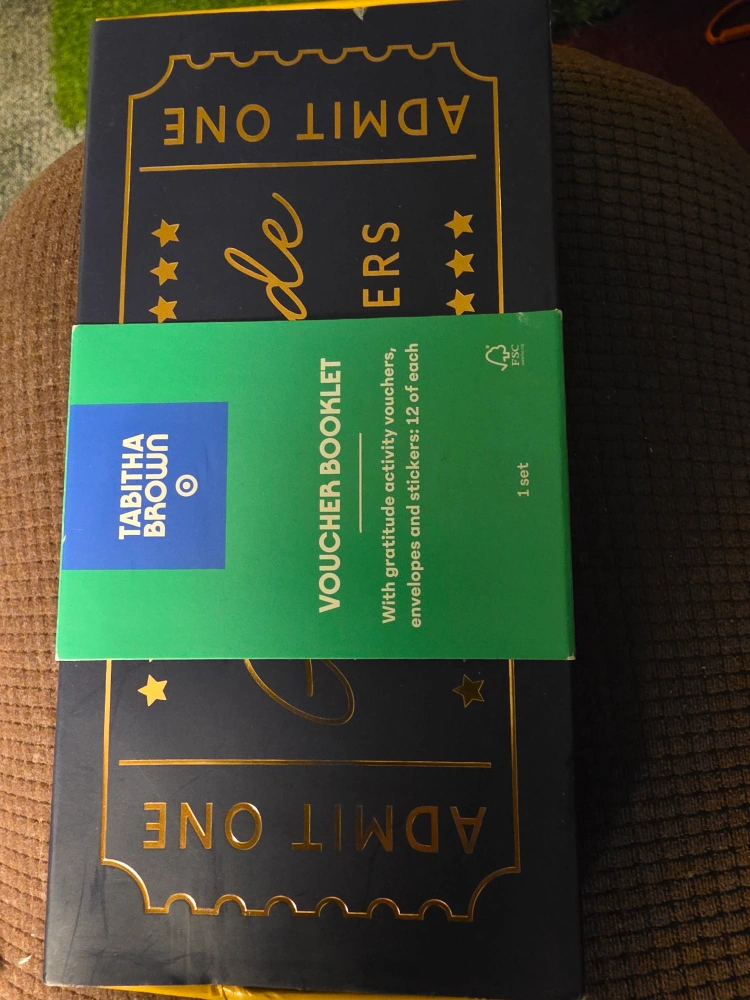 ADMIT ONE
de
ERS
TABITHA
BROWN
VOUCHER BOOKLET
With gratitude activity vouchers,
envelopes and stickers: 12 of each
1 set
FSC
G
ADMIT ONE